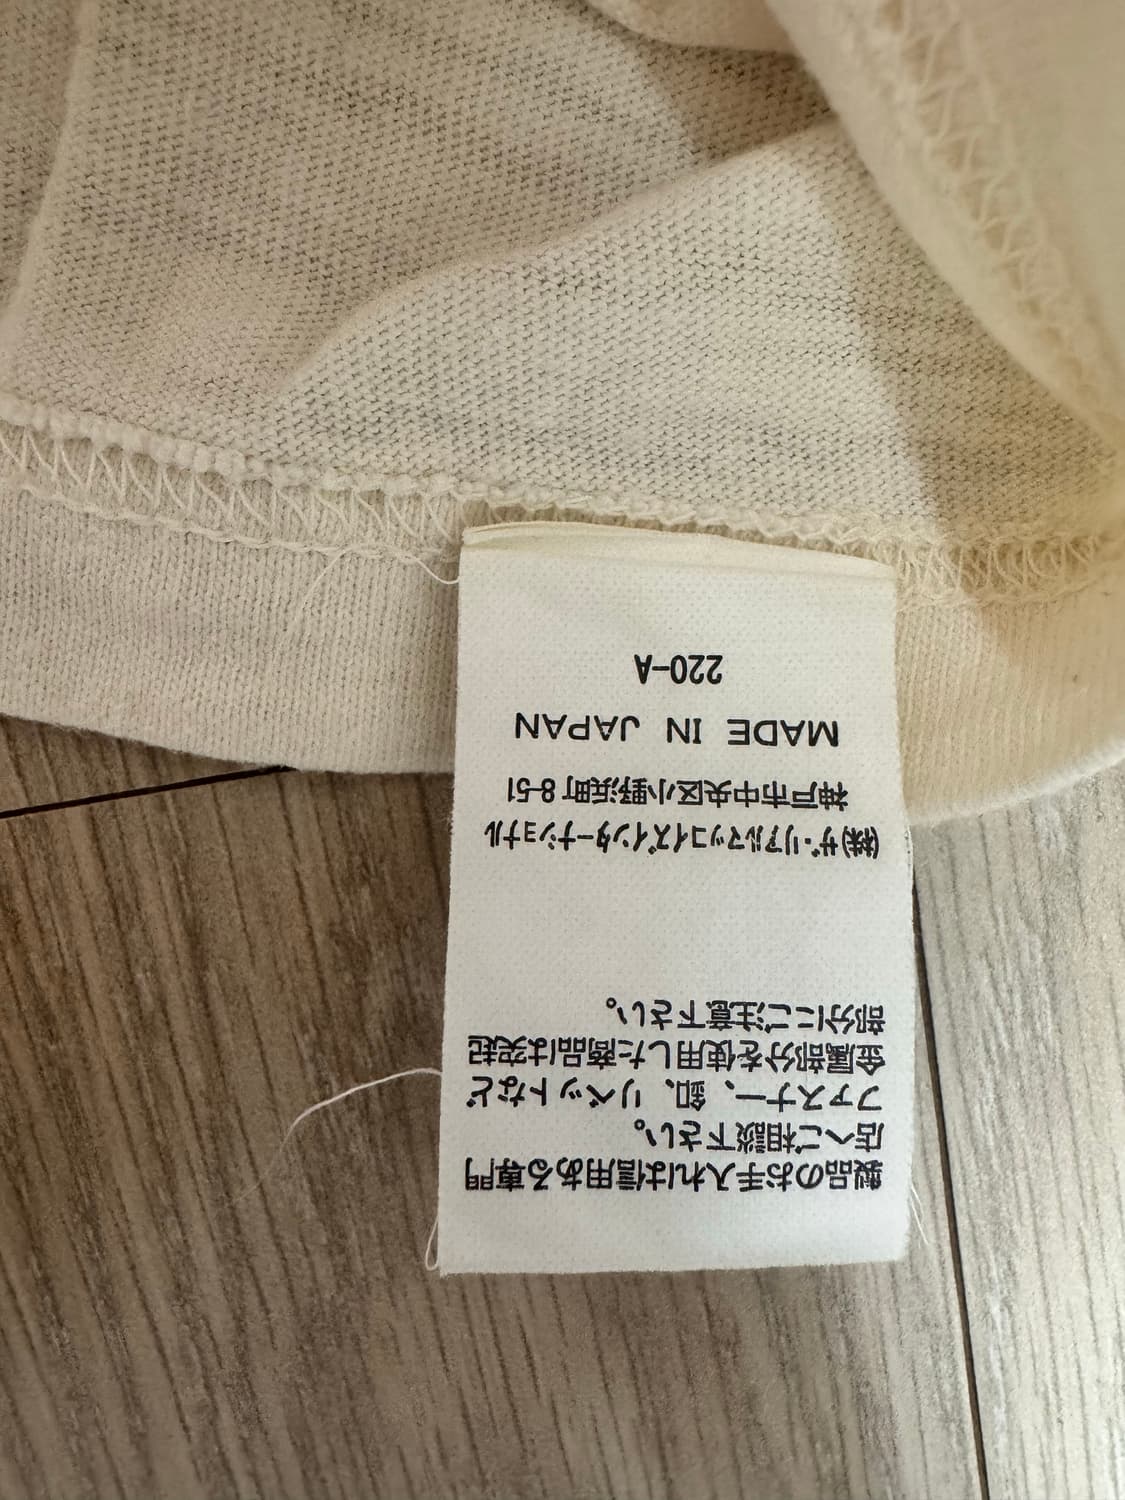 製品のお手入れは信用ある専門
店へご相談下さい。
ファスナー、釦、リベットなど
金属部分を使用した商品は突起
部分にご注意下さい。
(株)ザ・リアルマッコイズインターナショナル
神戸市中央区小野浜町 8-51
MADE IN JAPAN
220-A